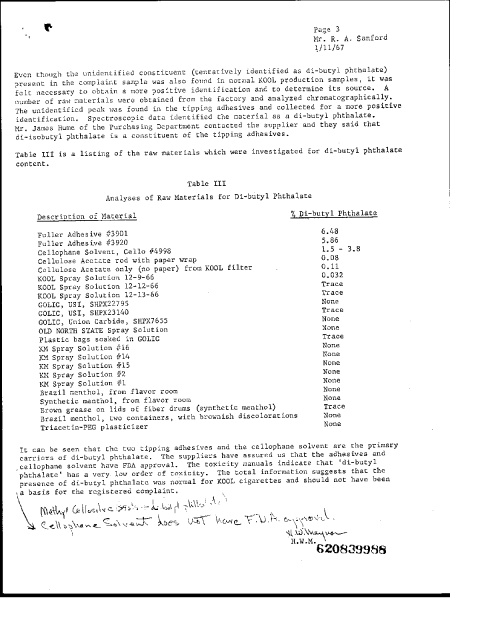 Page 3
Mr. R. A. Sanford
1/11/67
Even though the unidentified constituent (tentatively identified as di-butyl phthalate)
present in the complaint sample was also found in normal KOOL production samples, it was
felt necessary to obtain a more positive identification and to determine its source. A
number of raw materials were obtained from the factory and analyzed chromatographically.
The unidentified peak was found in the tipping adhesives and collected for a more positive
identification. Spectroscopic data identified the material as a di-butyl phthalate.
Mr. James Hume of the Purchasing Department contacted the supplier and they said that
di-isobutyl phthalate is a constituent of the tipping adhesives.
Table III is a listing of the raw materials which were investigated for di-butyl phthalate
content.
Table III
Analyses of Raw Materials for Di-butyl Phthalate
Description of Material % Di-butyl Phthalate
Fuller Adhesive #3901 6.48
Fuller Adhesive #3920 5.86
Cellophane Solvent, Cello #4998 1.5 - 3.8
Cellulose Acetate rod with paper wrap 0.08
Cellulose Acetate only (no paper) from KOOL filter 0.11
KOOL Spray Solution 12-9-66 0.032
KOOL Spray Solution 12-12-66 Trace
KOOL Spray Solution 12-13-66 Trace
GOLIC, USI, SHPX22795 None
GOLIC, USI, SHPX23140 Trace
GOLIC, Union Carbide, SHPX7655 None
OLD NORTH STATE Spray Solution None
Plastic bags soaked in GOLIC Trace
KM Spray Solution #16 None
KM Spray Solution #14 None
KM Spray Solution #15 None
KM Spray Solution #2 None
KM Spray Solution #1 None
Brazil menthol, from flavor room None
Synthetic menthol, from flavor room None
Brown grease on lids of fiber drums (synthetic menthol) Trace
Brazil menthol, two containers, with brownish discolorations None
Triacetin-PEG plasticizer None
It can be seen that the two tipping adhesives and the cellophane solvent are the primary
carriers of di-butyl phthalate. The suppliers have assured us that the adhesives and
cellophane solvent have FDA approval. The toxicity manuals indicate that 'di-butyl
phthalate' has a very low order of toxicity. The total information suggests that the
presence of di-butyl phthalate was normal for KOOL cigarettes and should not have been
a basis for the registered complaint.
Methyl Cellosolve
Cellophane Solvent does NOT have F.D.A. approval.
H.W.M.
620839988